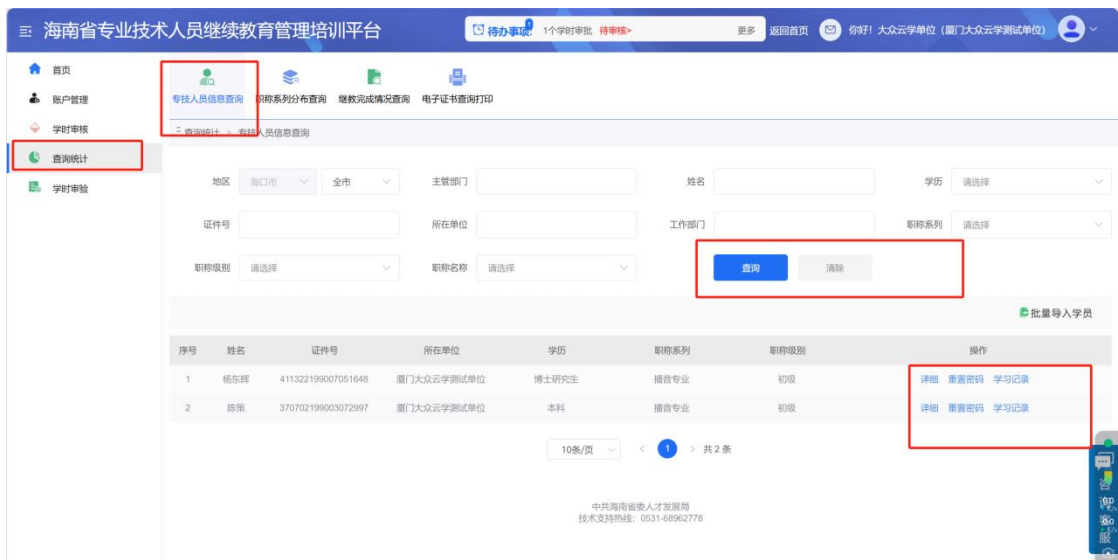 海南省专业技术人员继续教育管理培训平台 待办事项 1个学时审批 待审核> 更多 返回首页 你好！大众云学单位（厦门大众云学测试单位）
首页
账户管理
学时审核
查询统计
学时审验
专技人员信息查询 职称系列分布查询 继教完成情况查询 电子证书查询打印
查询统计 > 专技人员信息查询
地区 海口市 全市 主管部门 姓名 学历 请选择
证件号 所在单位 工作部门 职称系列 请选择
职称级别 请选择 职称名称 请选择 查询 清除
批量导入学员
序号 姓名 证件号 所在单位 学历 职称系列 职称级别 操作
1 杨东辉 411322199007051648 厦门大众云学测试单位 博士研究生 播音专业 初级 详细 重置密码 学习记录
2 陈策 370702199003072997 厦门大众云学测试单位 本科 播音专业 初级 详细 重置密码 学习记录
10条/页 < 1 > 共 2 条
咨询客服
中共海南省委人才发展局
技术支持热线：0531-68962778